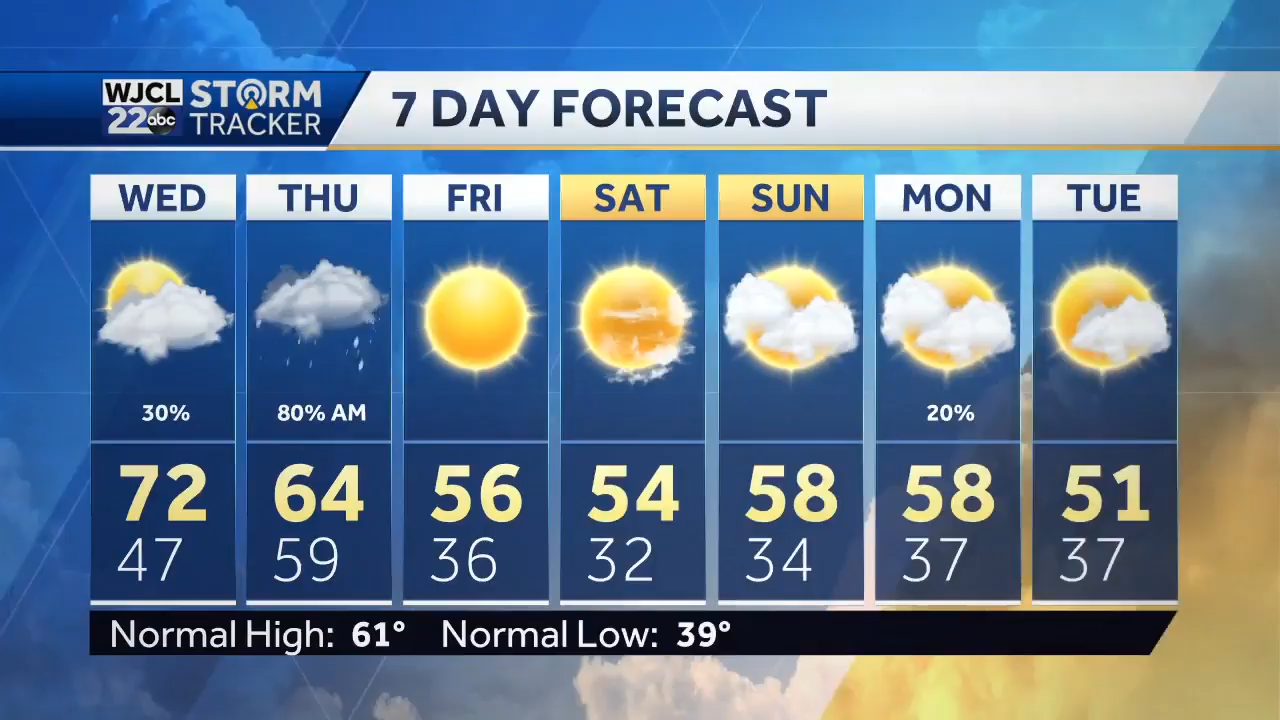 WJCL STORM
22 abc TRACKER
7 DAY FORECAST
WED THU FRI SAT SUN MON TUE
30% 80% AM 20%
72 64 56 54 58 58 51
47 59 36 32 34 37 37
Normal High: 61° Normal Low: 39°